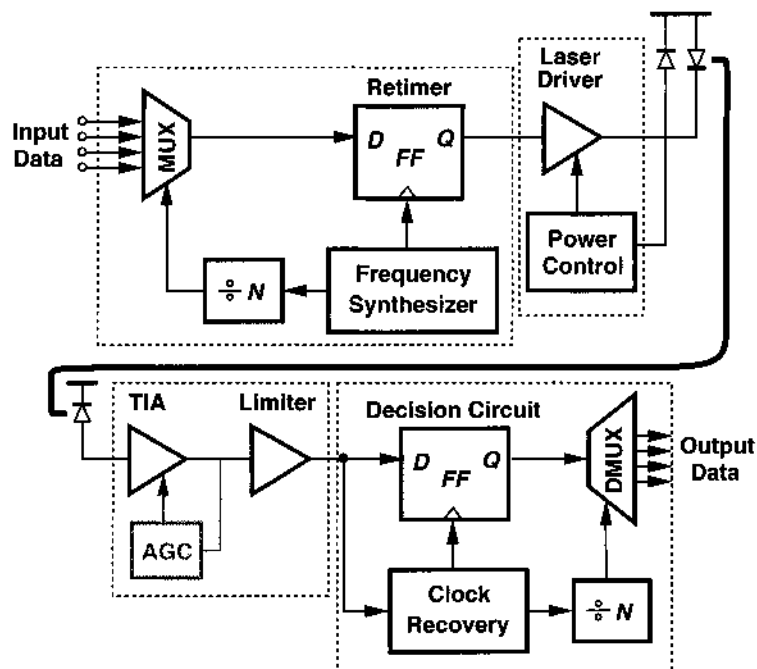 Laser
Driver
Retimer
Input
Data
MUX
D
FF
Q
Power
Control
÷ N
Frequency
Synthesizer
TIA
Limiter
Decision Circuit
D
FF
Q
DMUX
Output
Data
AGC
Clock
Recovery
÷ N